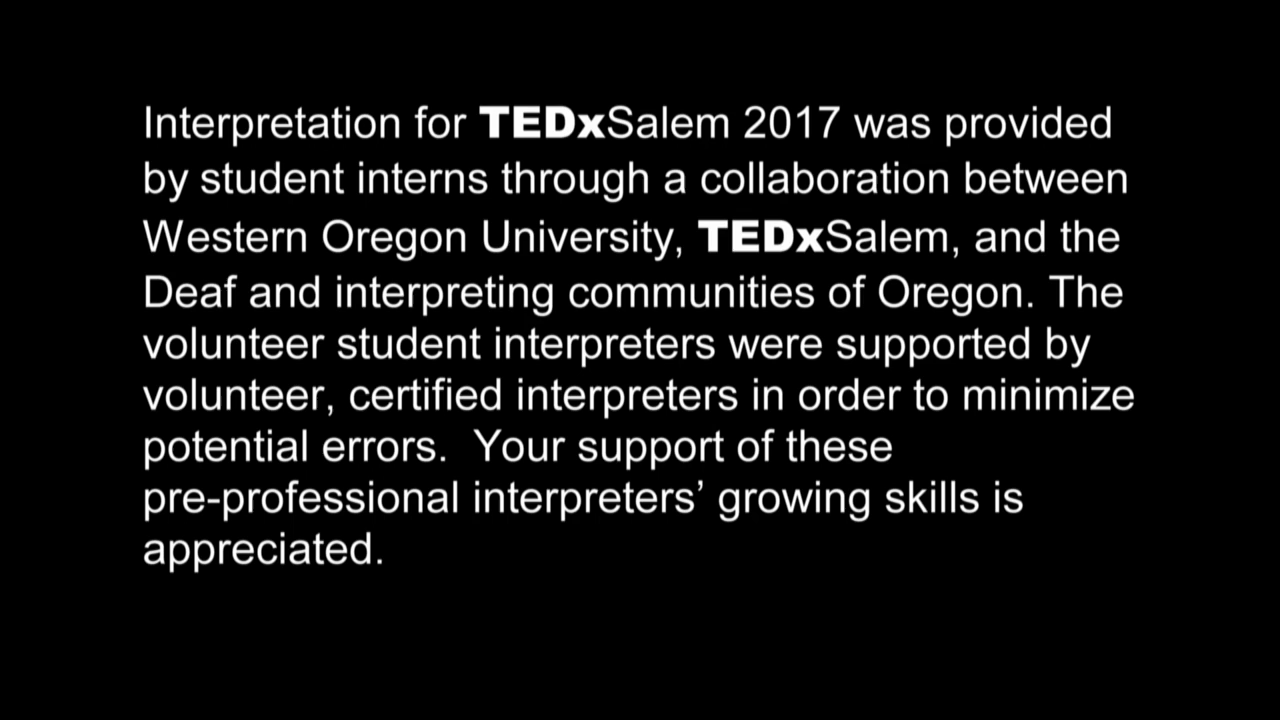 Interpretation for TEDxSalem 2017 was provided
by student interns through a collaboration between
Western Oregon University, TEDxSalem, and the
Deaf and interpreting communities of Oregon. The
volunteer student interpreters were supported by
volunteer, certified interpreters in order to minimize
potential errors.  Your support of these
pre-professional interpreters’ growing skills is
appreciated.